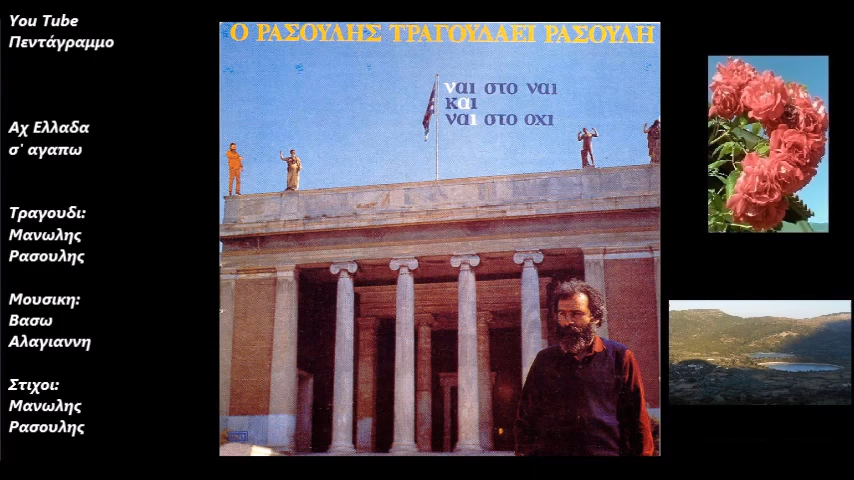 You Tube
Πεντάγραμμο
Αχ Ελλαδα
σ' αγαπω
Τραγουδι:
Μανωλης
Ρασουλης
Μουσικη:
Βασω
Αλαγιαννη
Στιχοι:
Μανωλης
Ρασουλης
Ο ΡΑΣΟΥΛΗΣ ΤΡΑΓΟΥΔΑΕΙ ΡΑΣΟΥΛΗ
ναι στο ναι
και
ναι στο οχι